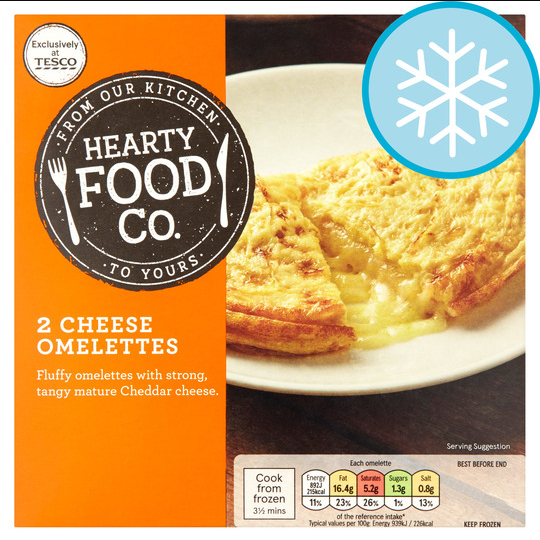 Exclusively
at
TESCO
· FROM OUR KITCHEN ·
HEARTY
FOOD
CO.
· TO YOURS ·
2 CHEESE
OMELETTES
Fluffy omelettes with strong,
tangy mature Cheddar cheese.
Serving Suggestion
Cook
from
frozen
3½ mins
Each omelette
Energy Fat Saturates Sugars Salt
892J
215kcal 16.4g 5.2g 1.3g 0.8g
11% 23% 26% 1% 13%
of the reference intake*
Typical values per 100g: Energy 939kJ / 226kcal
BEST BEFORE END
KEEP FROZEN